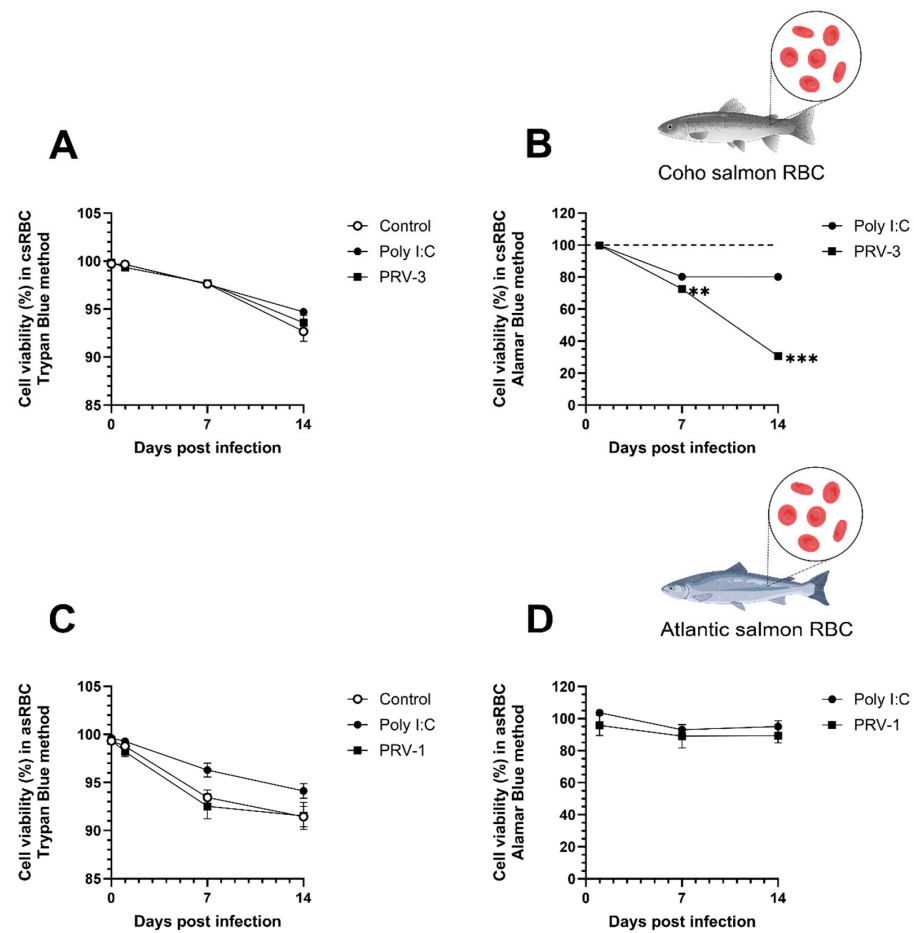 A
Cell viability (%) in csRBC
Trypan Blue method
105
100
95
90
85
0
7
14
Days post infection
Control
Poly I:C
PRV-3
B
Coho salmon RBC
Cell viability (%) in csRBC
Alamar Blue method
120
100
80
60
40
20
0
0
7
14
Days post infection
**
***
Poly I:C
PRV-3
C
Cell viability (%) in asRBC
Trypan Blue method
105
100
95
90
85
0
7
14
Days post infection
Control
Poly I:C
PRV-1
D
Atlantic salmon RBC
Cell viability (%) in asRBC
Alamar Blue method
120
100
80
60
40
20
0
0
7
14
Days post infection
Poly I:C
PRV-1